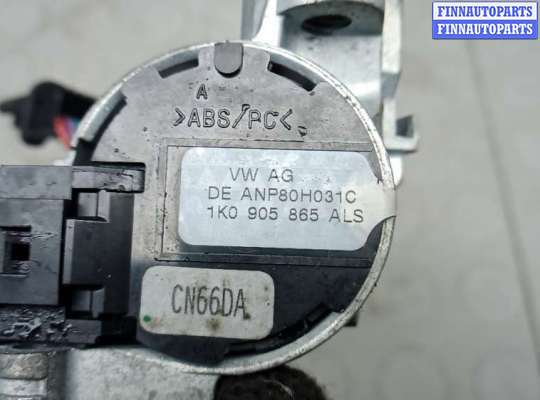 FINNAUTOPARTS
FINNAUTOPARTS
A
>ABS/PC<
VW AG
DE ANP80H031C
1K0 905 865 ALS
CN66DA